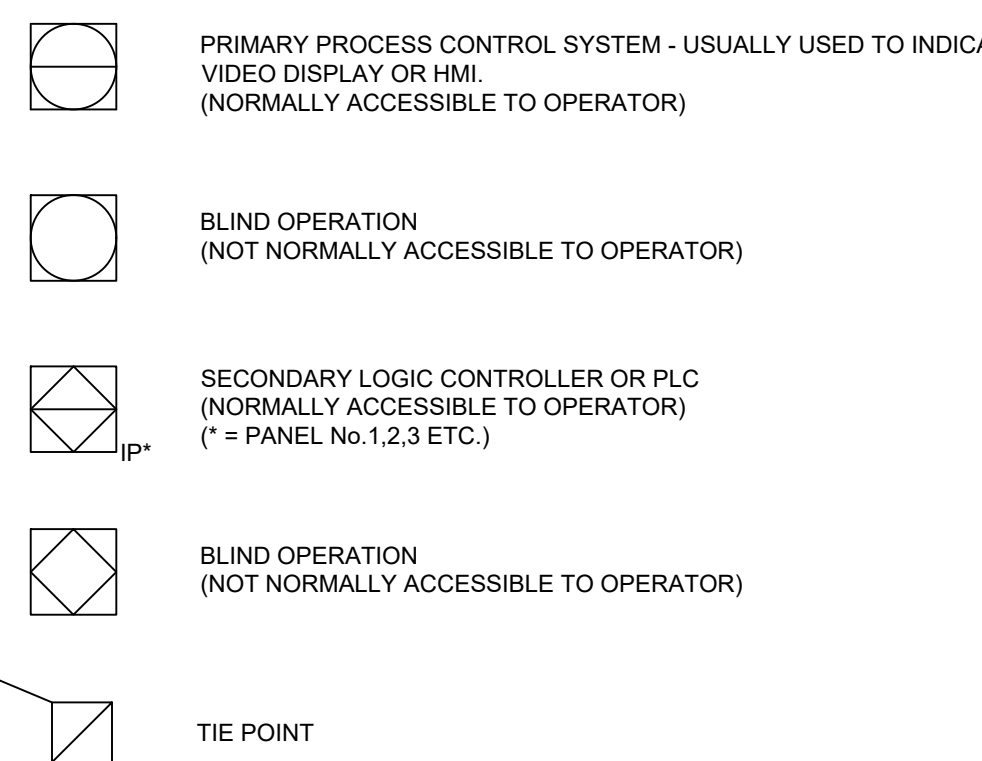 PRIMARY PROCESS CONTROL SYSTEM - USUALLY USED TO
VIDEO DISPLAY OR HMI.
(NORMALLY ACCESSIBLE TO OPERATOR)
BLIND OPERATION
(NOT NORMALLY ACCESSIBLE TO OPERATOR)
SECONDARY LOGIC CONTROLLER OR PLC
(NORMALLY ACCESSIBLE TO OPERATOR)
IP* (* = PANEL No.1,2,3 ETC.)
BLIND OPERATION
(NOT NORMALLY ACCESSIBLE TO OPERATOR)
TIE POINT